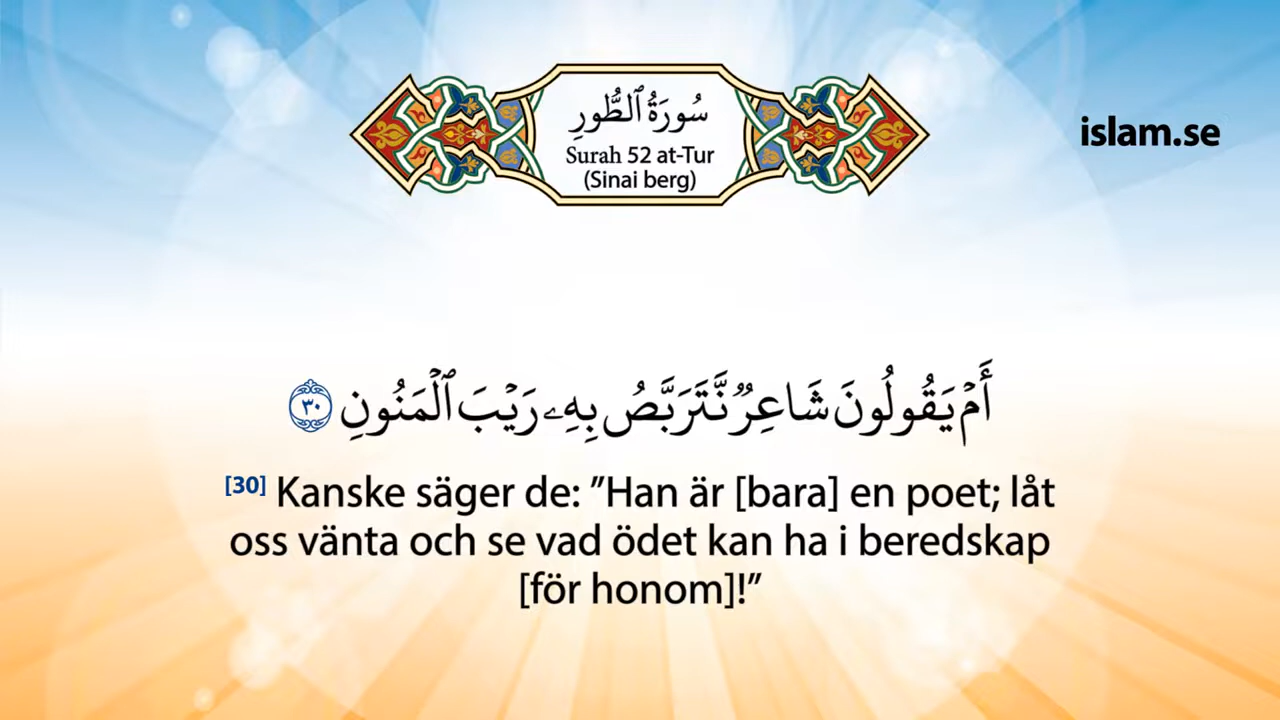 سُورَةُ ٱلطُّورِ
Surah 52 at-Tur
(Sinai berg)
islam.se
أَمْ يَقُولُونَ شَاعِرٌۭ نَّتَرَبَّصُ بِهِۦ رَيْبَ ٱلْمَنُونِ ٣٠
[30] Kanske säger de: ”Han är [bara] en poet; låt
oss vänta och se vad ödet kan ha i beredskap
[för honom]!”